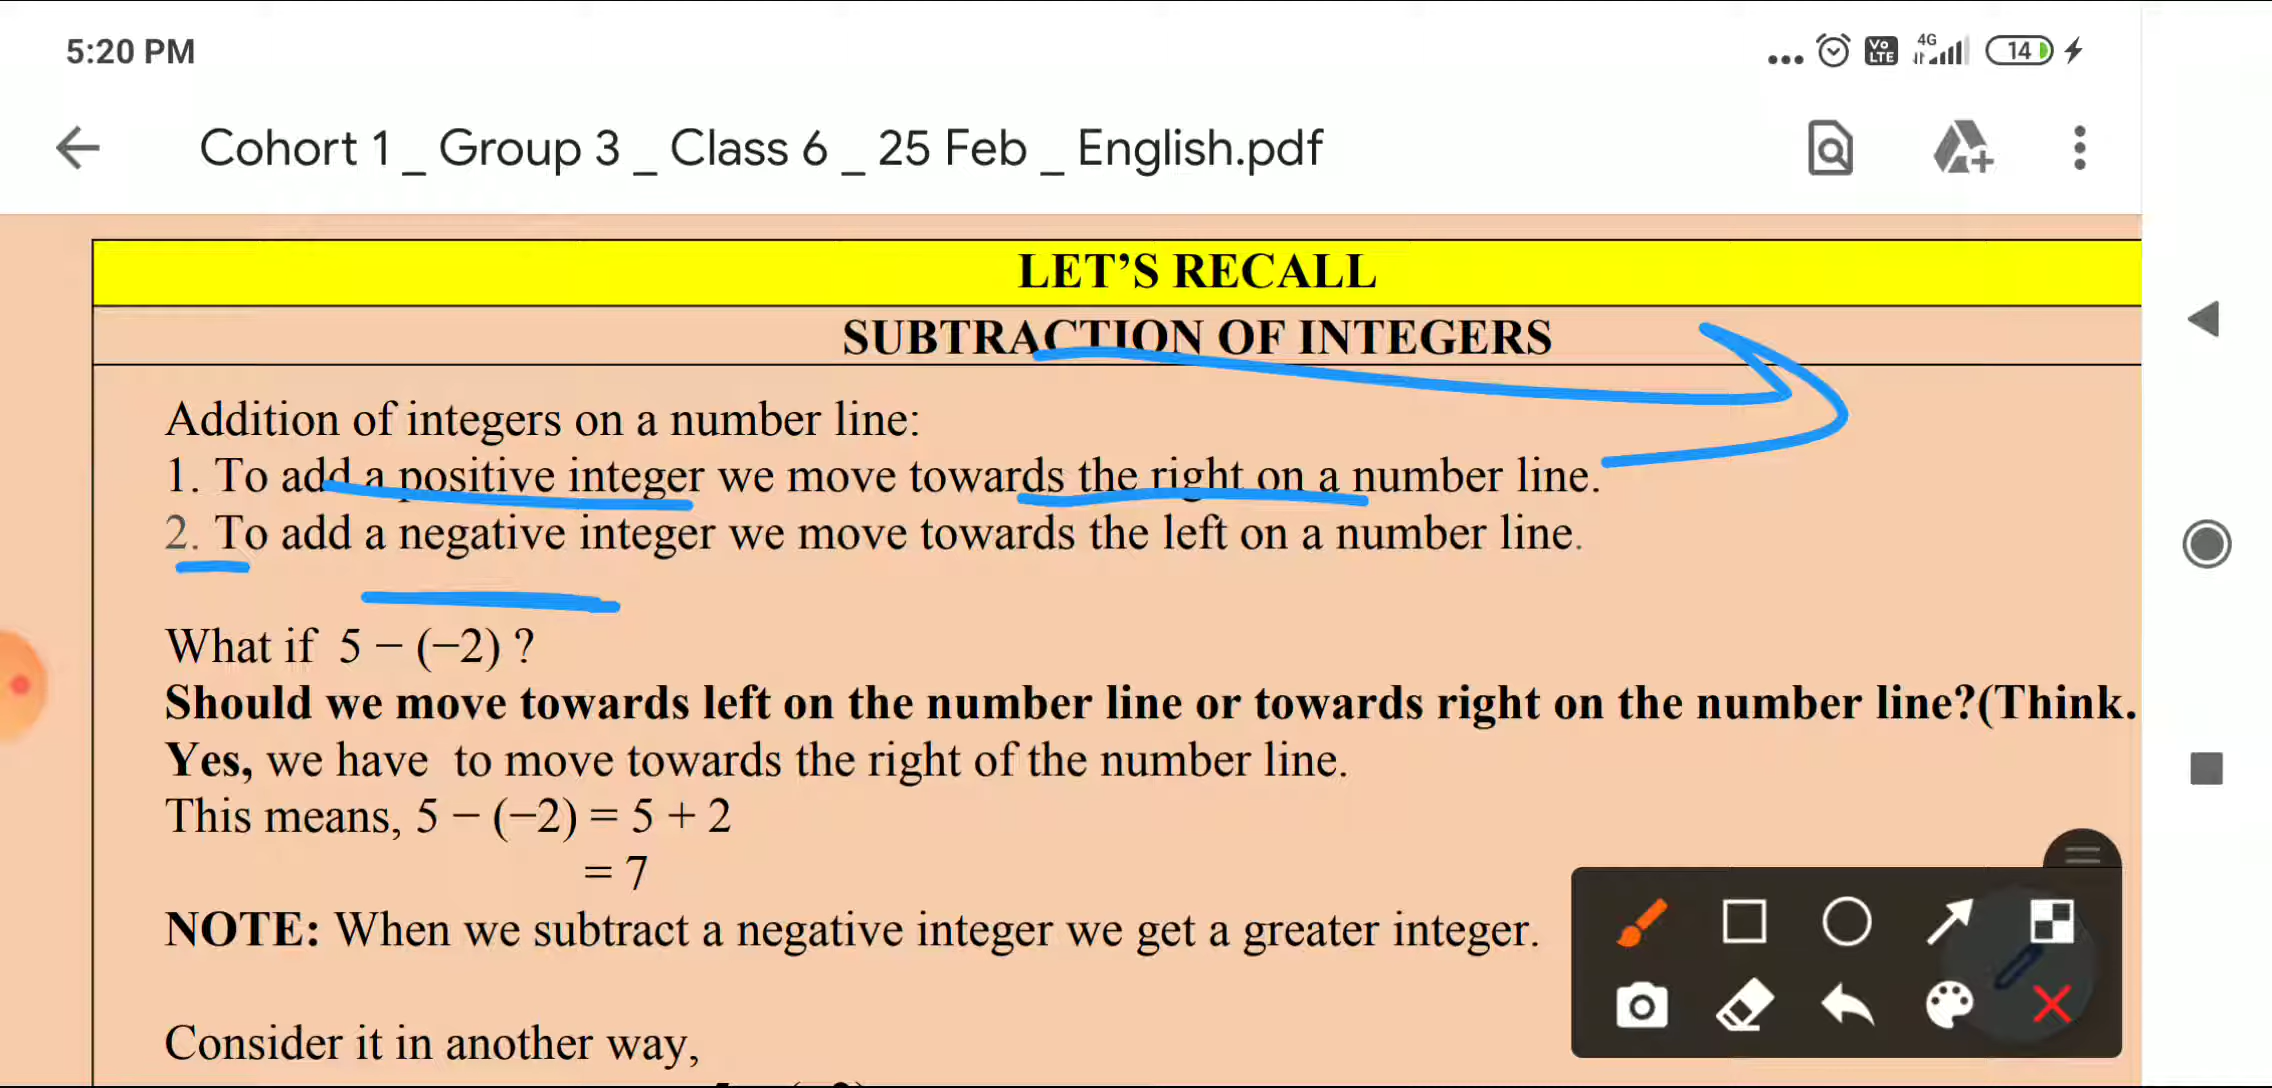 5:20 PM
Vo LTE 4G 14
Cohort 1 _ Group 3 _ Class 6 _ 25 Feb _ English.pdf
LET’S RECALL
SUBTRACTION OF INTEGERS
Addition of integers on a number line:
1. To add a positive integer we move towards the right on a number line.
2. To add a negative integer we move towards the left on a number line.
What if 5 − (−2) ?
Should we move towards left on the number line or towards right on the number line?(Think.
Yes, we have to move towards the right of the number line.
This means, 5 − (−2) = 5 + 2
= 7
NOTE: When we subtract a negative integer we get a greater integer.
Consider it in another way,